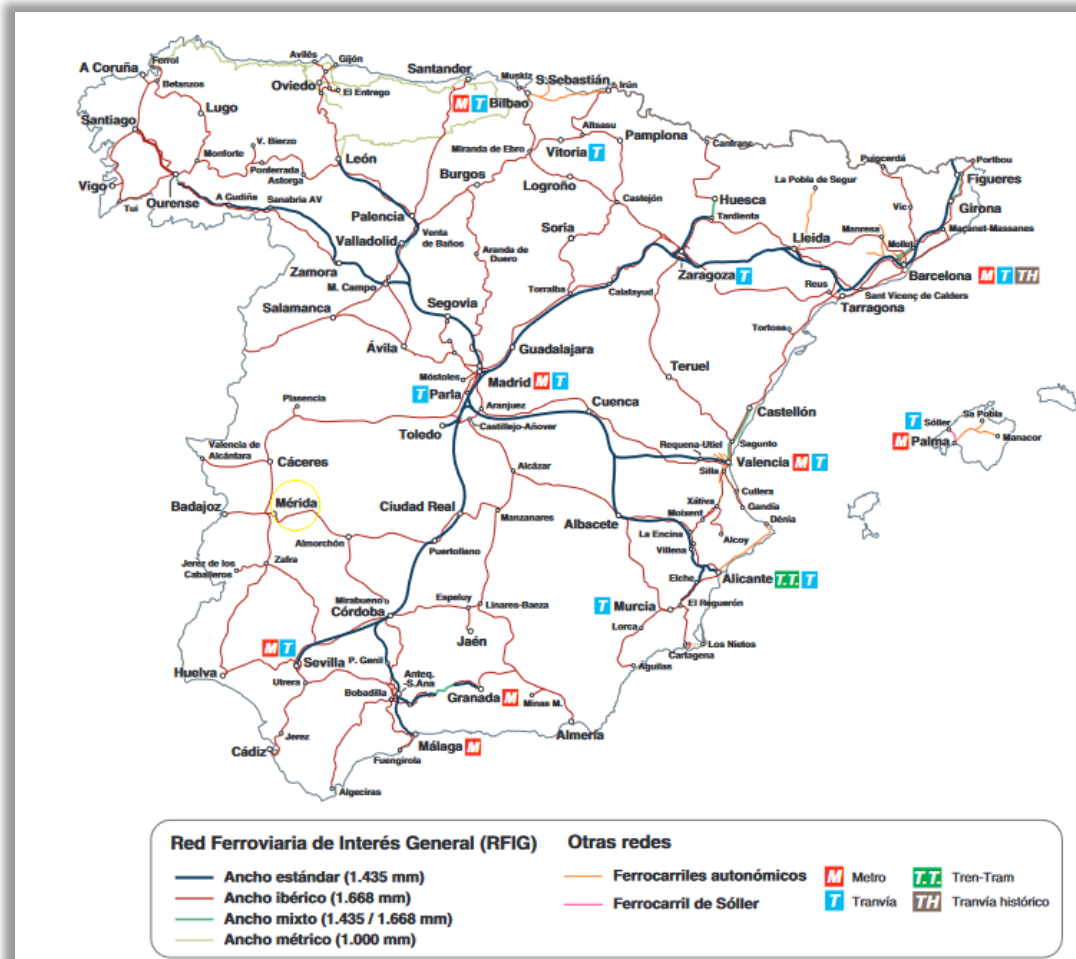 Ferrol
A Coruña
Betanzos
Lugo
Santiago
Monforte
V. Bierzo
Ponferrada
Astorga
Vigo
Tui
Ourense
A Gudiña
Sanabria AV
Avilés
Gijón
Oviedo
El Entrego
León
Santander
Muskiz
S.Sebastián
Irún
M T Bilbao
Altsasu
Pamplona
Miranda de Ebro
Vitoria T
Burgos
Logroño
Castejón
Canfranc
Puigcerdá
Portbou
La Pobla de Segur
Figueres
Huesca
Tardienta
Vic
Girona
Manresa
Maçanet-Massanes
Mollet
Palencia
Venta
de Baños
Valladolid
Soria
Aranda de
Duero
Lleida
Zaragoza T
Barcelona M T TH
Zamora
M. Campo
Torralba
Calatayud
Reus
Sant Vicenç de Calders
Tarragona
Salamanca
Segovia
Tortosa
Ávila
Guadalajara
Teruel
Móstoles
Madrid M T
T Parla
Plasencia
Aranjuez
Cuenca
Castellón
Toledo
Castillejo-Añover
T Sóller
Sa Pobla
M Palma
Manacor
Valencia de
Alcántara
Cáceres
Requena-Utiel
Sagunto
Valencia M T
Silla
Alcázar
Cullera
Badajoz
Mérida
Ciudad Real
Manzanares
Albacete
Xátiva
Gandía
Moixent
Dénia
Almorchón
La Encina
Alcoy
Puertollano
Villena
Jerez de los
Caballeros
Zafra
Elche
Alicante T.T. T
Mirabueno
Córdoba
Espeluy
Linares-Baeza
T Murcia
El Reguerón
Jaén
Lorca
Los Nietos
Cartagena
M T
Sevilla
P. Genil
Huelva
Utrera
Anteq.
-S.Ana
Águilas
Bobadilla
Granada M
Minas M.
Almería
Jerez
Cádiz
Málaga M
Fuengirola
Algeciras
Red Ferroviaria de Interés General (RFIG)
Ancho estándar (1.435 mm)
Ancho ibérico (1.668 mm)
Ancho mixto (1.435 / 1.668 mm)
Ancho métrico (1.000 mm)
Otras redes
Ferrocarriles autonómicos
Ferrocarril de Sóller
M Metro
T Tranvía
T.T. Tren-Tram
TH Tranvía histórico